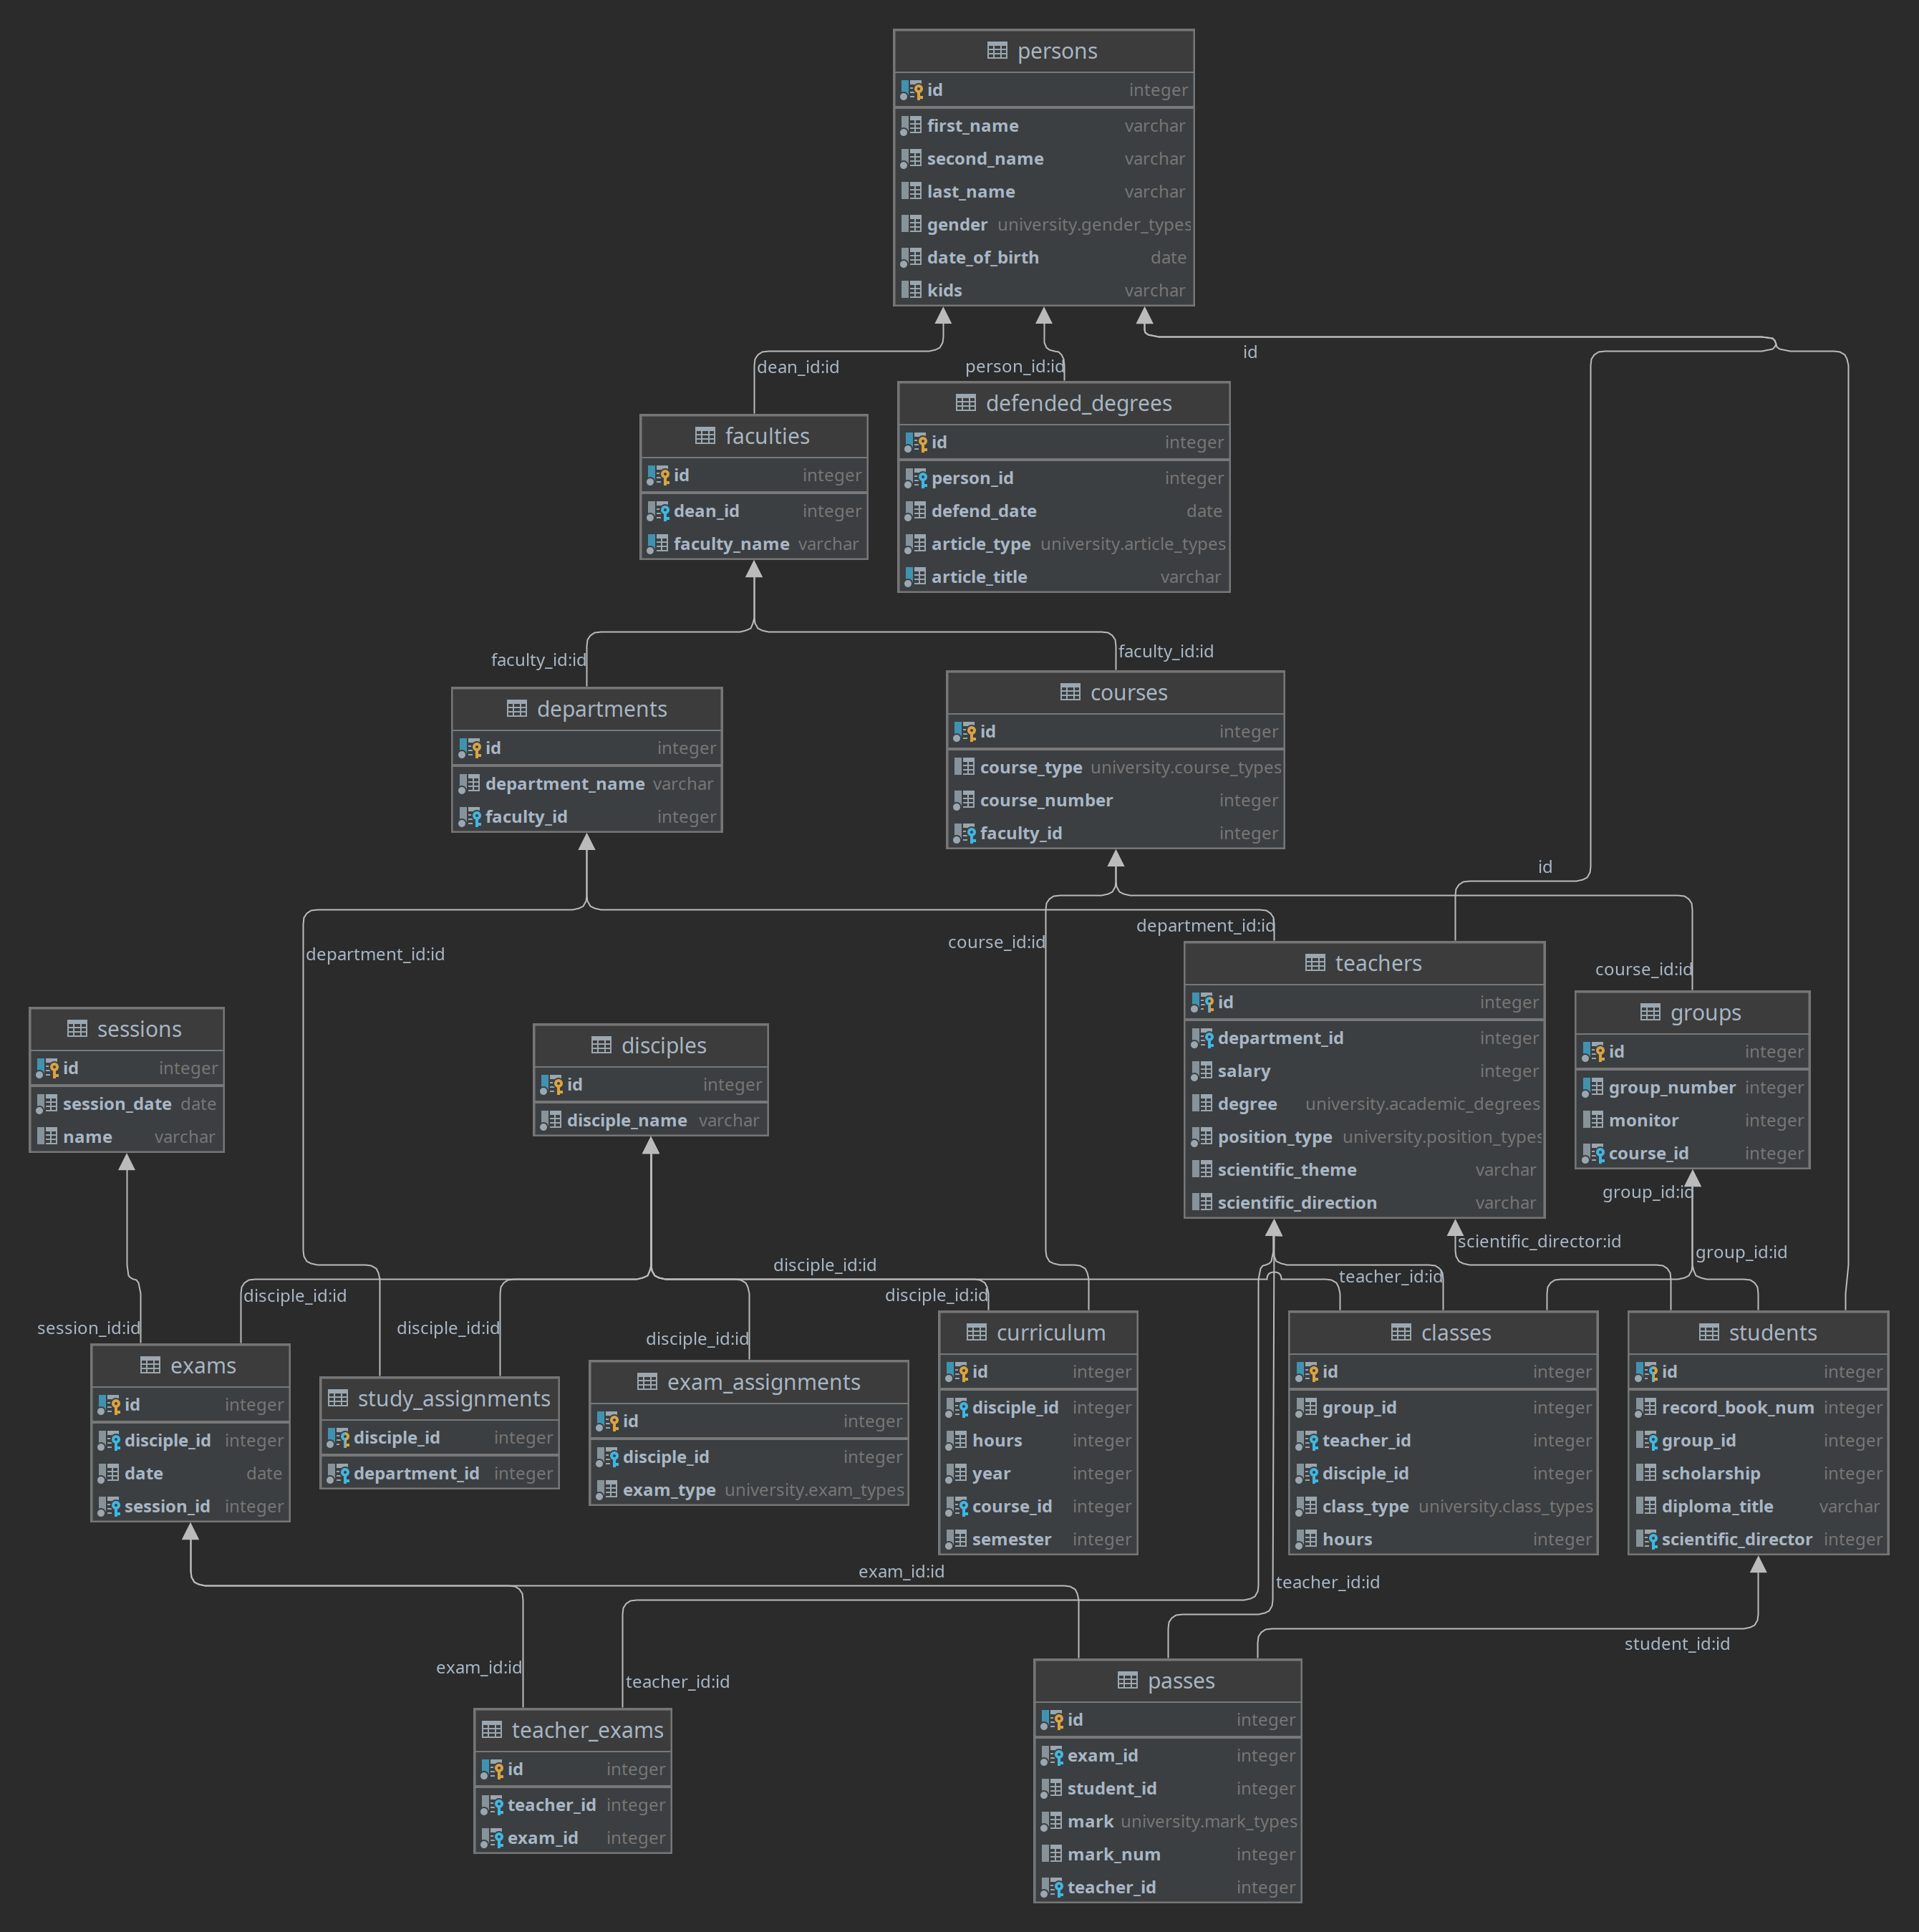 persons
id integer
first_name varchar
second_name varchar
last_name varchar
gender university.gender_types
date_of_birth date
kids varchar
dean_id:id
person_id:id
id
faculties
id integer
dean_id integer
faculty_name varchar
defended_degrees
id integer
person_id integer
defend_date date
article_type university.article_types
article_title varchar
faculty_id:id
faculty_id:id
departments
id integer
department_name varchar
faculty_id integer
courses
id integer
course_type university.course_types
course_number integer
faculty_id integer
id
department_id:id
course_id:id
department_id:id
course_id:id
teachers
id integer
department_id integer
salary integer
degree university.academic_degrees
position_type university.position_types
scientific_theme varchar
scientific_direction varchar
groups
id integer
group_number integer
monitor integer
course_id integer
sessions
id integer
session_date date
name varchar
disciples
id integer
disciple_name varchar
group_id:id
scientific_director:id
group_id:id
disciple_id:id
teacher_id:id
disciple_id:id
disciple_id:id
session_id:id
disciple_id:id
disciple_id:id
exams
id integer
disciple_id integer
date date
session_id integer
study_assignments
disciple_id integer
department_id integer
exam_assignments
id integer
disciple_id integer
exam_type university.exam_types
curriculum
id integer
disciple_id integer
hours integer
year integer
course_id integer
semester integer
classes
id integer
group_id integer
teacher_id integer
disciple_id integer
class_type university.class_types
hours integer
students
id integer
record_book_num integer
group_id integer
scholarship integer
diploma_title varchar
scientific_director integer
exam_id:id
teacher_id:id
student_id:id
exam_id:id
teacher_id:id
teacher_exams
id integer
teacher_id integer
exam_id integer
passes
id integer
exam_id integer
student_id integer
mark university.mark_types
mark_num integer
teacher_id integer